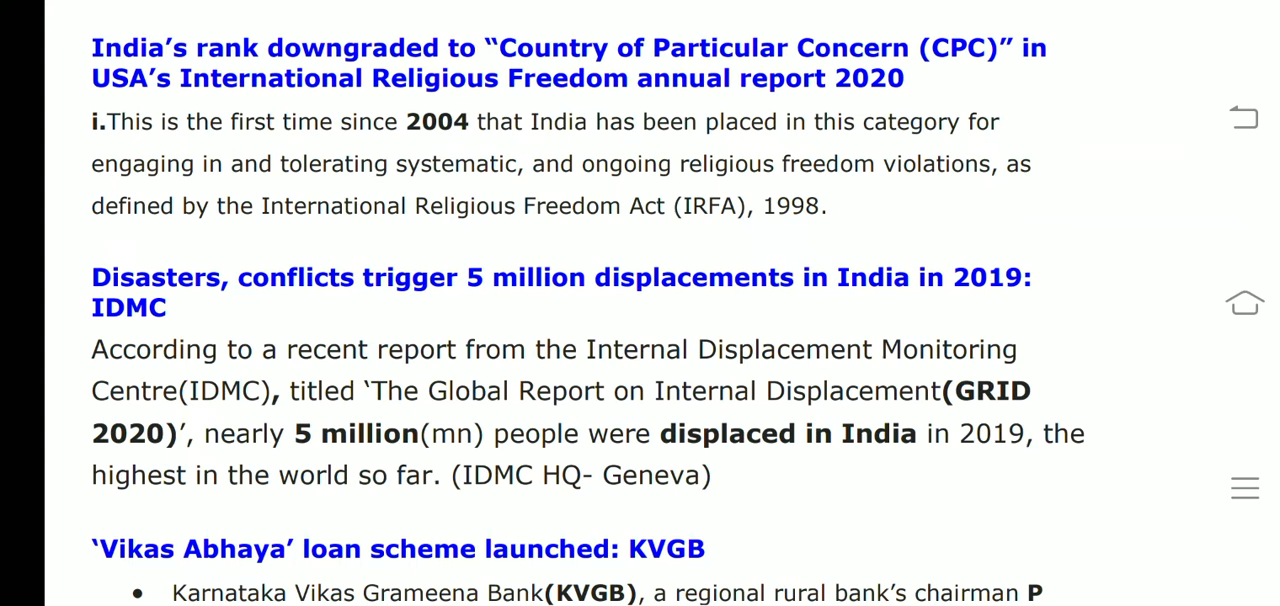 India’s rank downgraded to “Country of Particular Concern (CPC)” in
USA’s International Religious Freedom annual report 2020
i.This is the first time since 2004 that India has been placed in this category for
engaging in and tolerating systematic, and ongoing religious freedom violations, as
defined by the International Religious Freedom Act (IRFA), 1998.
Disasters, conflicts trigger 5 million displacements in India in 2019:
IDMC
According to a recent report from the Internal Displacement Monitoring
Centre(IDMC), titled ‘The Global Report on Internal Displacement(GRID
2020)’, nearly 5 million(mn) people were displaced in India in 2019, the
highest in the world so far. (IDMC HQ- Geneva)
‘Vikas Abhaya’ loan scheme launched: KVGB
• Karnataka Vikas Grameena Bank(KVGB), a regional rural bank’s chairman P